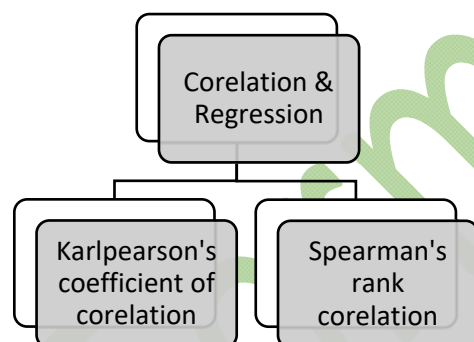 Corelation &
Regression
Karlpearson's
coefficient of
corelation
Spearman's
rank
corelation